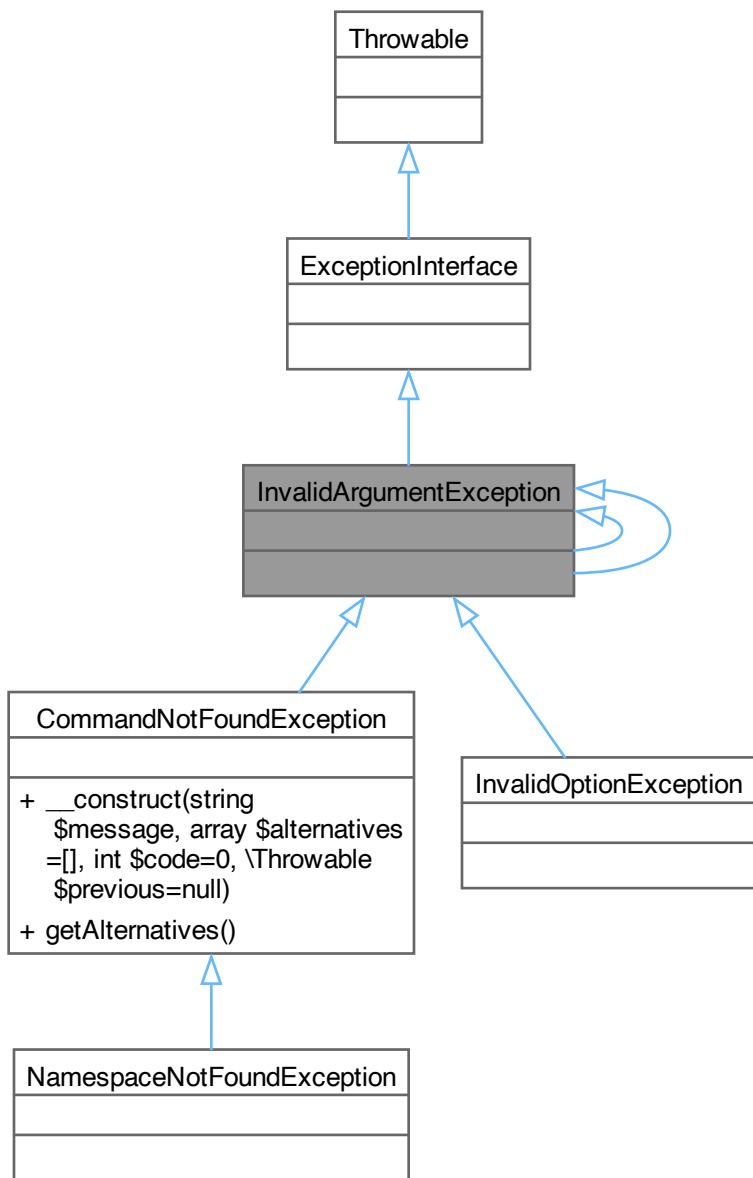 Throwable
ExceptionInterface
InvalidArgumentException
CommandNotFoundException
+ __construct(string
$message, array $alternatives
=[], int $code=0, \Throwable
$previous=null)
+ getAlternatives()
InvalidOptionException
NamespaceNotFoundException